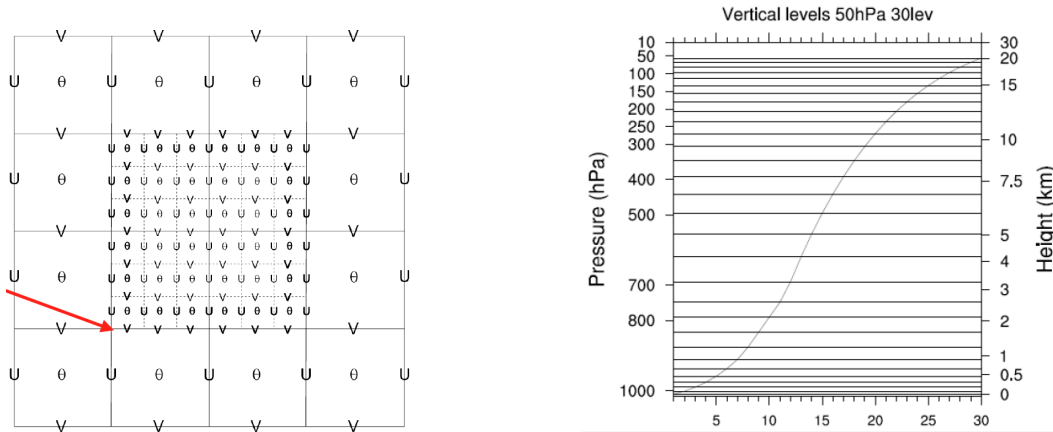 V V V V
U θ U θ U θ U θ U
V V V V V V V V
U θ U θ U θ U θ U θ U θ U
V V V V V V
U θ U θ U θ U θ U θ U θ U θ U θ U
V V V V V V
U θ U θ U θ U θ U θ U θ U
V V V V V V V V
U θ U θ U θ U θ U θ U θ U
V V V V V V
U θ U θ U θ U θ U θ U θ U θ U θ U
V V V V V V
U θ U θ U θ U θ U θ U θ U
V V V V V V V V
U θ U θ U θ U θ U
V V V V
Vertical levels 50hPa 30lev
Pressure (hPa)
10
50
100
150
200
250
300
400
500
700
800
1000
30
20
15
10
7.5
5
4
3
2
1
0.5
0
Height (km)
5 10 15 20 25 30